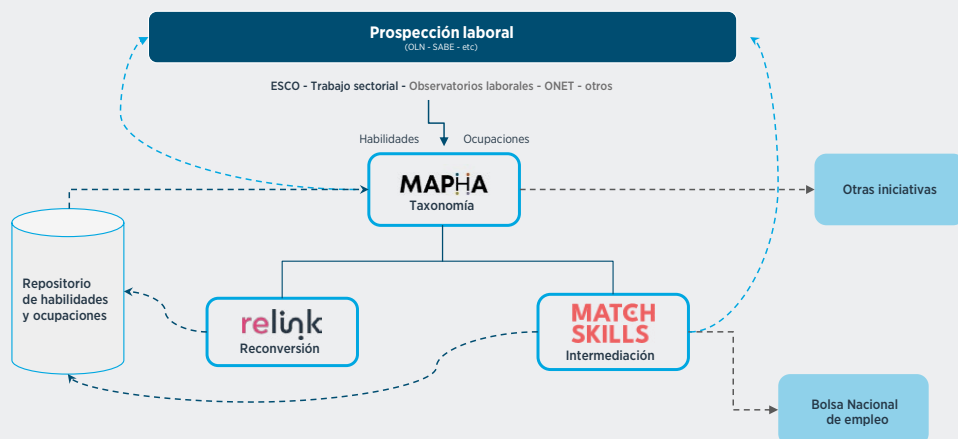 Prospección laboral
(OLN - SABE - etc)
ESCO - Trabajo sectorial - Observatorios laborales - ONET - otros
Habilidades
Ocupaciones
MAPHA
Taxonomía
Otras iniciativas
Repositorio
de habilidades
y ocupaciones
relink
Reconversión
MATCH
SKILLS
Intermediación
Bolsa Nacional
de empleo